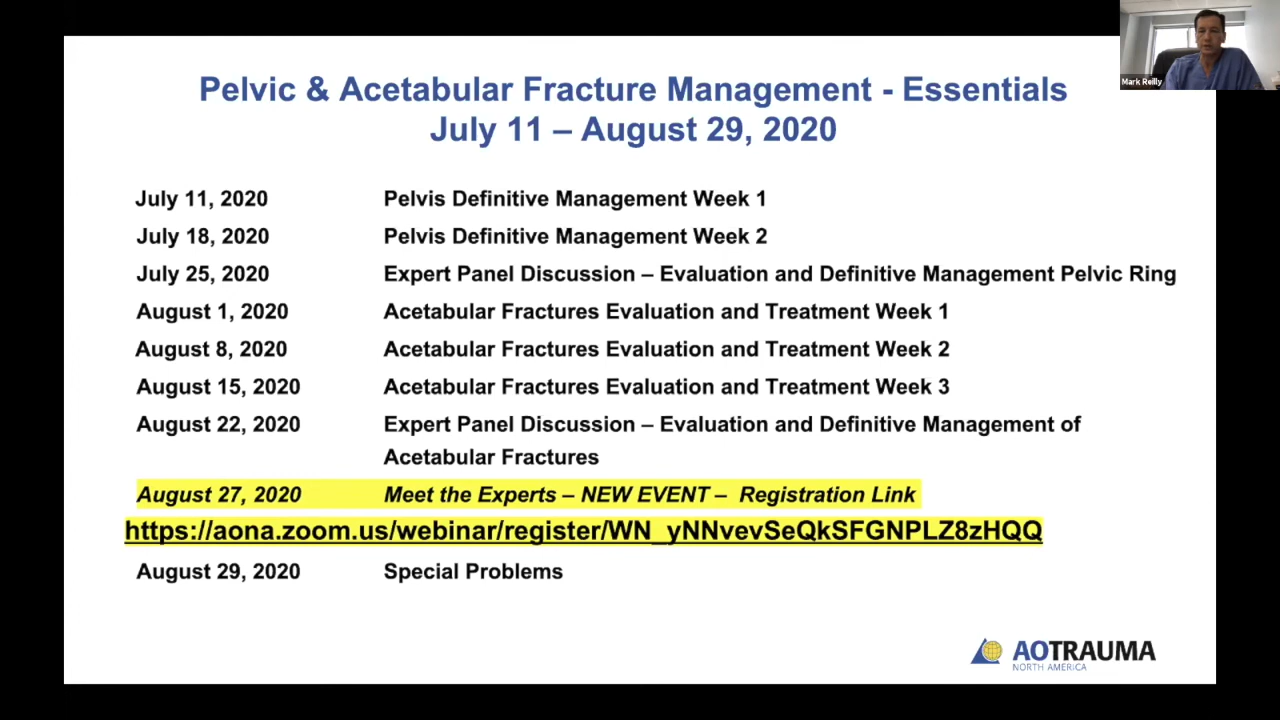 Pelvic & Acetabular Fracture Management - Essentials
July 11 – August 29, 2020
Mark Reilly
July 11, 2020 Pelvis Definitive Management Week 1
July 18, 2020 Pelvis Definitive Management Week 2
July 25, 2020 Expert Panel Discussion – Evaluation and Definitive Management Pelvic Ring
August 1, 2020 Acetabular Fractures Evaluation and Treatment Week 1
August 8, 2020 Acetabular Fractures Evaluation and Treatment Week 2
August 15, 2020 Acetabular Fractures Evaluation and Treatment Week 3
August 22, 2020 Expert Panel Discussion – Evaluation and Definitive Management of
Acetabular Fractures
August 27, 2020 Meet the Experts – NEW EVENT – Registration Link
https://aona.zoom.us/webinar/register/WN_yNNvevSeQkSFGNPLZ8zHQQ
August 29, 2020 Special Problems
AOTRAUMA
NORTH AMERICA